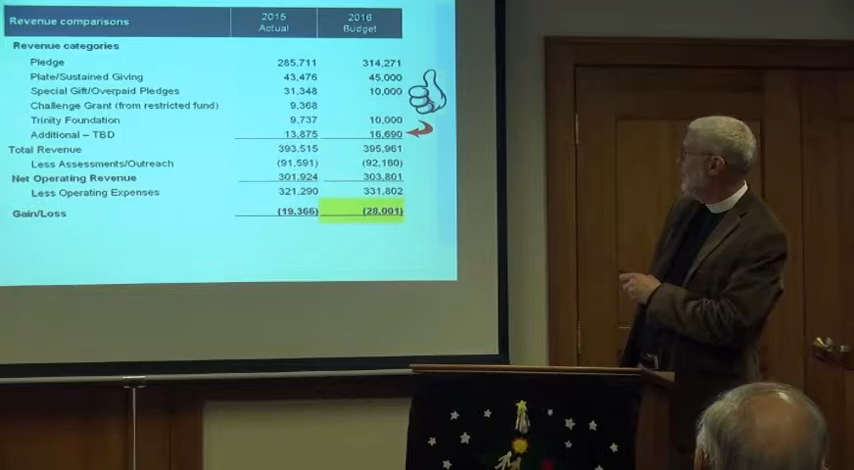 Revenue comparisons 2015 Actual 2016 Budget
Revenue categories
Pledge 285,711 314,271
Plate/Sustained Giving 43,476 45,000
Special Gift/Overpaid Pledges 31,348 10,000
Challenge Grant (from restricted fund) 9,368
Trinity Foundation 9,737 10,000
Additional – TBD 13,875 16,690
Total Revenue 393,515 395,961
Less Assessments/Outreach (91,591) (92,160)
Net Operating Revenue 301,924 303,801
Less Operating Expenses 321,290 331,802
Gain/Loss (19,366) (28,001)